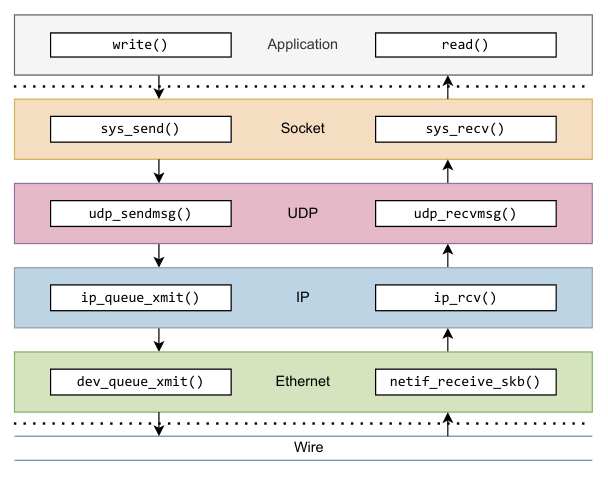 write() Application read()
sys_send() Socket sys_recv()
udp_sendmsg() UDP udp_recvmsg()
ip_queue_xmit() IP ip_rcv()
dev_queue_xmit() Ethernet netif_receive_skb()
Wire